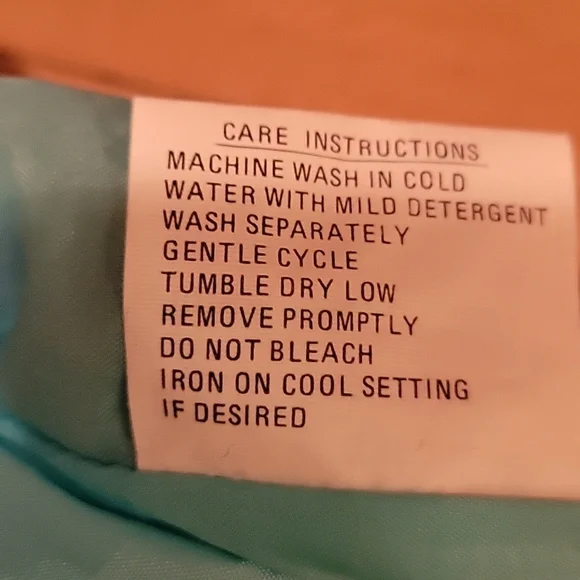 CARE INSTRUCTIONS
MACHINE WASH IN COLD
WATER WITH MILD DETERGENT
WASH SEPARATELY
GENTLE CYCLE
TUMBLE DRY LOW
REMOVE PROMPTLY
DO NOT BLEACH
IRON ON COOL SETTING
IF DESIRED